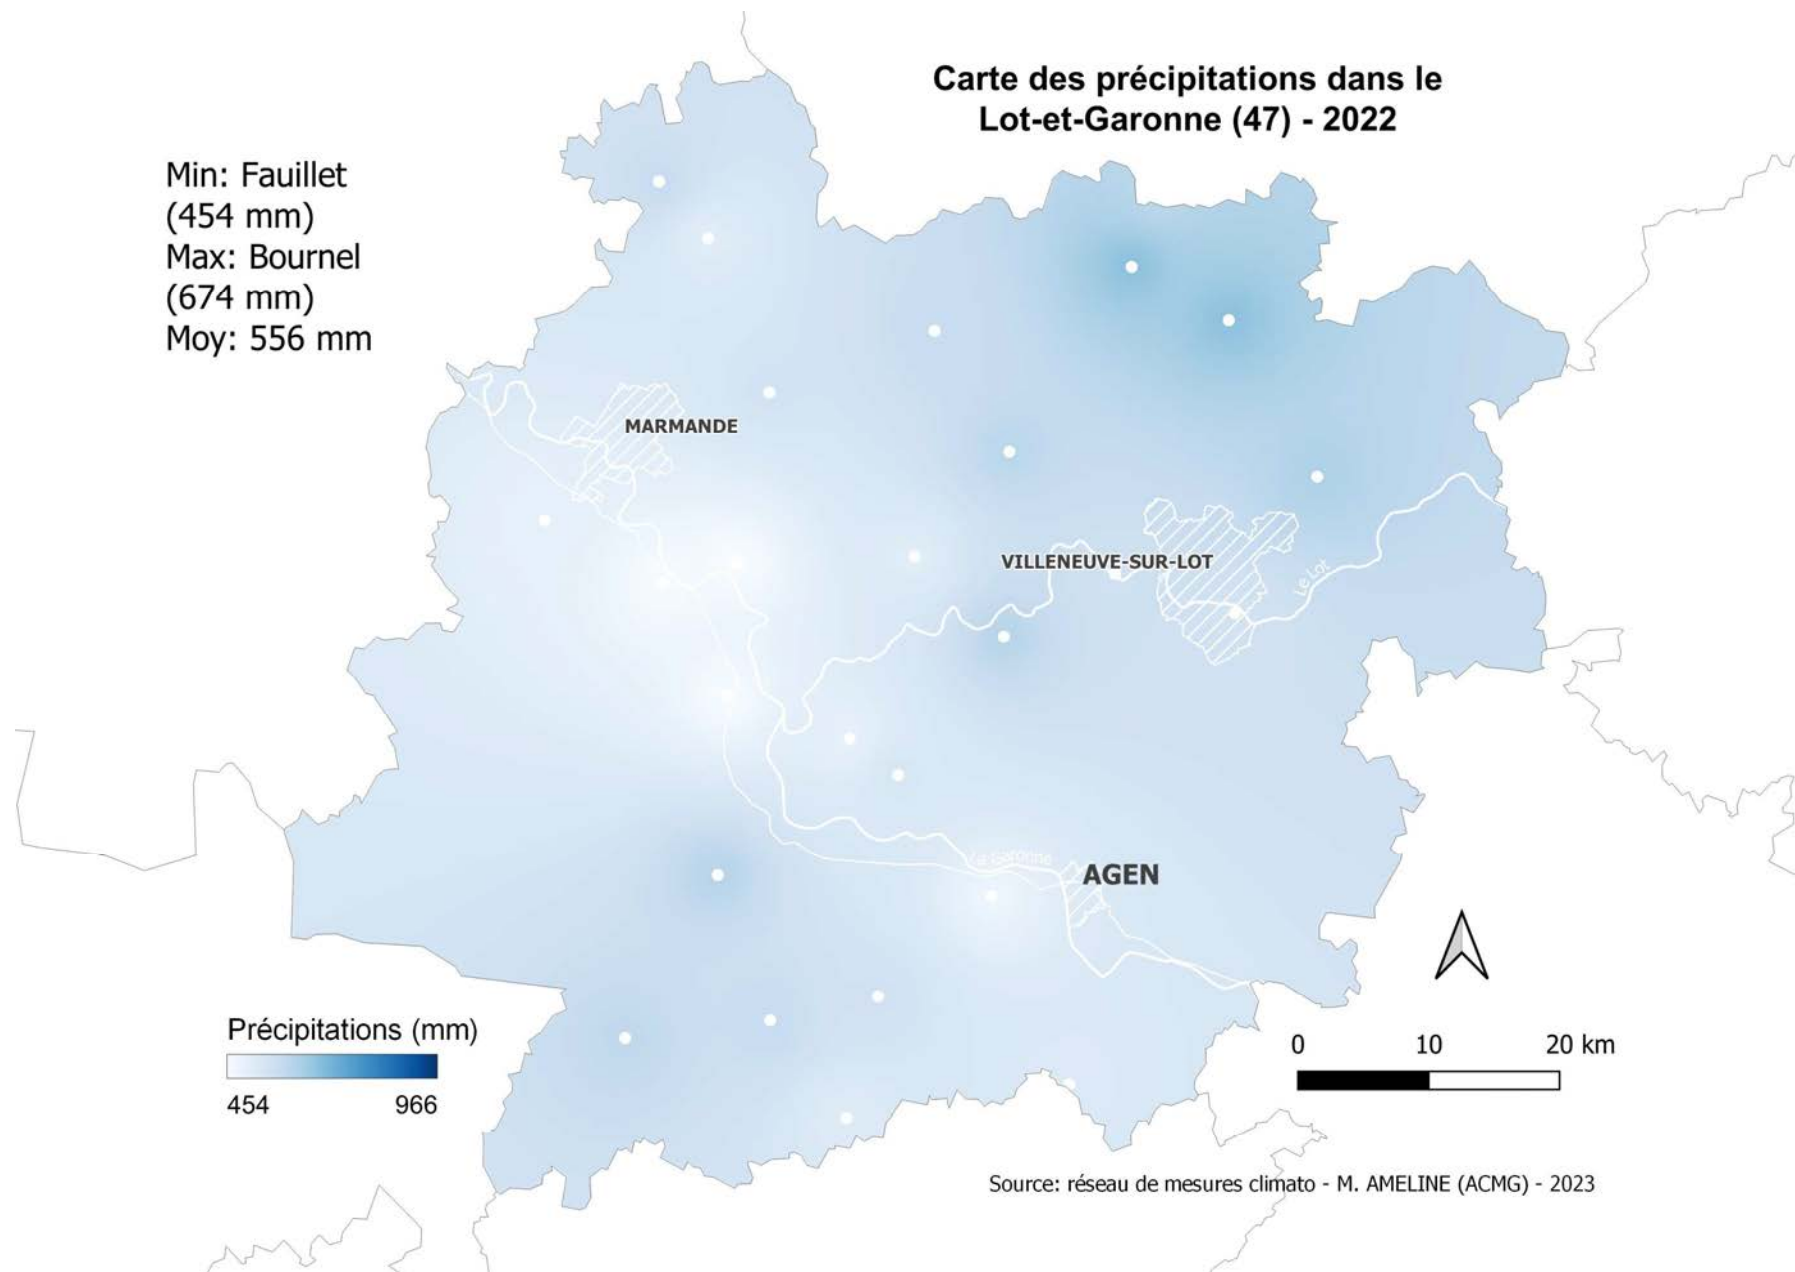 Carte des précipitations dans le
Lot-et-Garonne (47) - 2022
Min: Fauillet
(454 mm)
Max: Bournel
(674 mm)
Moy: 556 mm
MARMANDE
VILLENEUVE-SUR-LOT
Le Lot
La Garonne
AGEN
Précipitations (mm)
454 966
0 10 20 km
Source: réseau de mesures climato - M. AMELINE (ACMG) - 2023